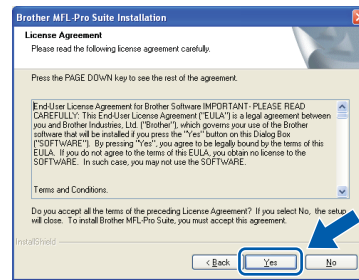 Brother MFL-Pro Suite Installation
License Agreement
Please read the following license agreement carefully.
Press the PAGE DOWN key to see the rest of the agreement.
End-User License Agreement for Brother Software IMPORTANT- PLEASE READ
CAREFULLY: This End-User License Agreement ("EULA") is a legal agreement between
you and Brother Industries, Ltd. ("Brother"), which governs your use of the Brother
software that will be installed if you press the "Yes" button on this Dialog Box
("SOFTWARE"). By pressing "Yes", you agree to be legally bound by the terms of this
EULA. If you do not agree to the terms of this EULA, you obtain no license to the
SOFTWARE. In such case, you may not use the SOFTWARE.
Terms and Conditions.
Do you accept all the terms of the preceding License Agreement? If you select No, the setup
will close. To install Brother MFL-Pro Suite, you must accept this agreement.
InstallShield
< Back Yes No